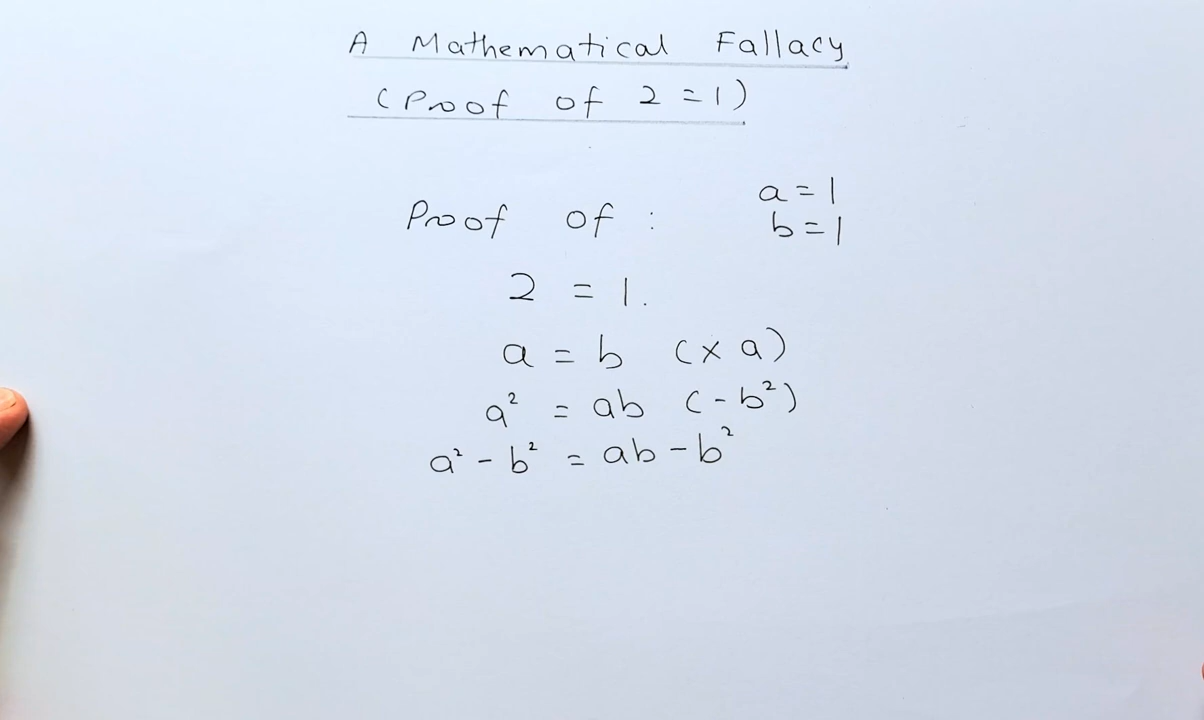 A Mathematical Fallacy
(Proof of 2 = 1)
a = 1
b = 1
Proof of :
2 = 1.
a = b (× a)
a² = ab (- b²)
a² - b² = ab - b²